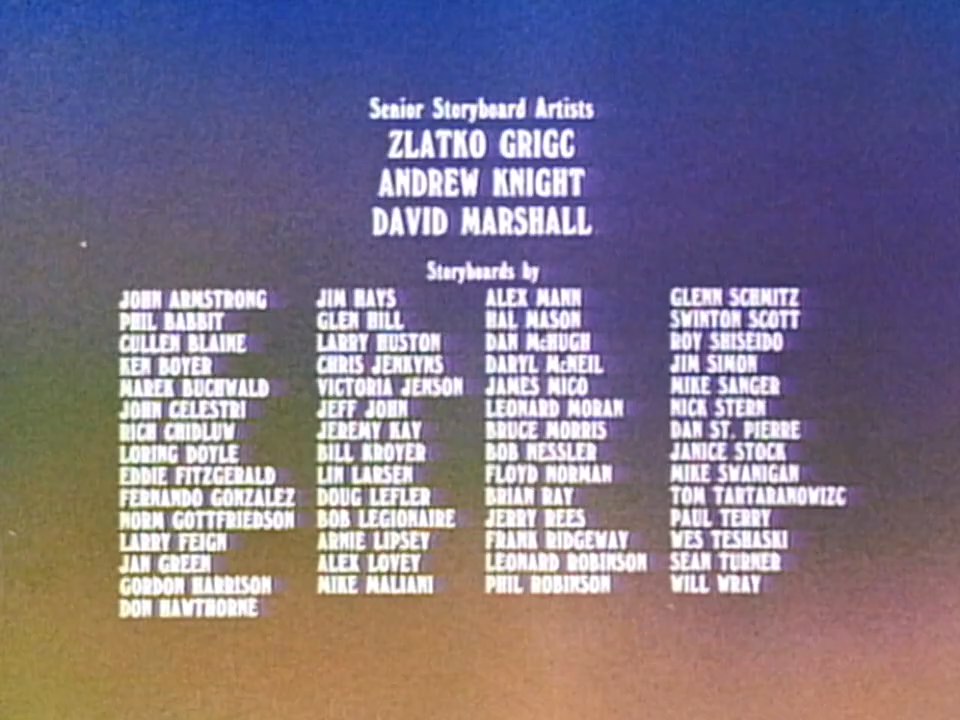 Senior Storyboard Artists
ZLATKO GRIGC
ANDREW KNIGHT
DAVID MARSHALL
Storyboards by
JOHN ARMSTRONG
PHIL BABBIT
CULLEN BLAINE
KEN BOYER
MAREK BUCHWALD
JOHN CELESTRI
RICH CHIDLUW
LORING DOYLE
EDDIE FITZGERALD
FERNANDO GONZALEZ
NORM GOTTFRIEDSON
LARRY FEIGN
JAN GREEN
GORDON HARRISON
DON HAWTHORNE
JIM HAYS
GLEN HILL
LARRY HUSTON
CHRIS JENKYNS
VICTORIA JENSON
JEFF JOHN
JEREMY KAY
BILL KROYER
LIN LARSEN
DOUG LEFLER
BOB LEGIONAIRE
ARNIE LIPSEY
ALEX LOVEY
MIKE MALIANI
ALEX MANN
HAL MASON
DAN McHUGH
DARYL McNEIL
JAMES MICO
LEONARD MORAN
BRUCE MORRIS
BOB NESSLER
FLOYD NORMAN
BRIAN RAY
JERRY REES
FRANK RIDGEWAY
LEONARD ROBINSON
PHIL ROBINSON
GLENN SCHMITZ
SWINTON SCOTT
ROY SHISEIDO
JIM SIMON
MIKE SANGER
NICK STERN
DAN ST. PIERRE
JANICE STOCK
MIKE SWANIGAN
TOM TARTARANOWIZC
PAUL TERRY
WES TESHASKI
SEAN TURNER
WILL WRAY